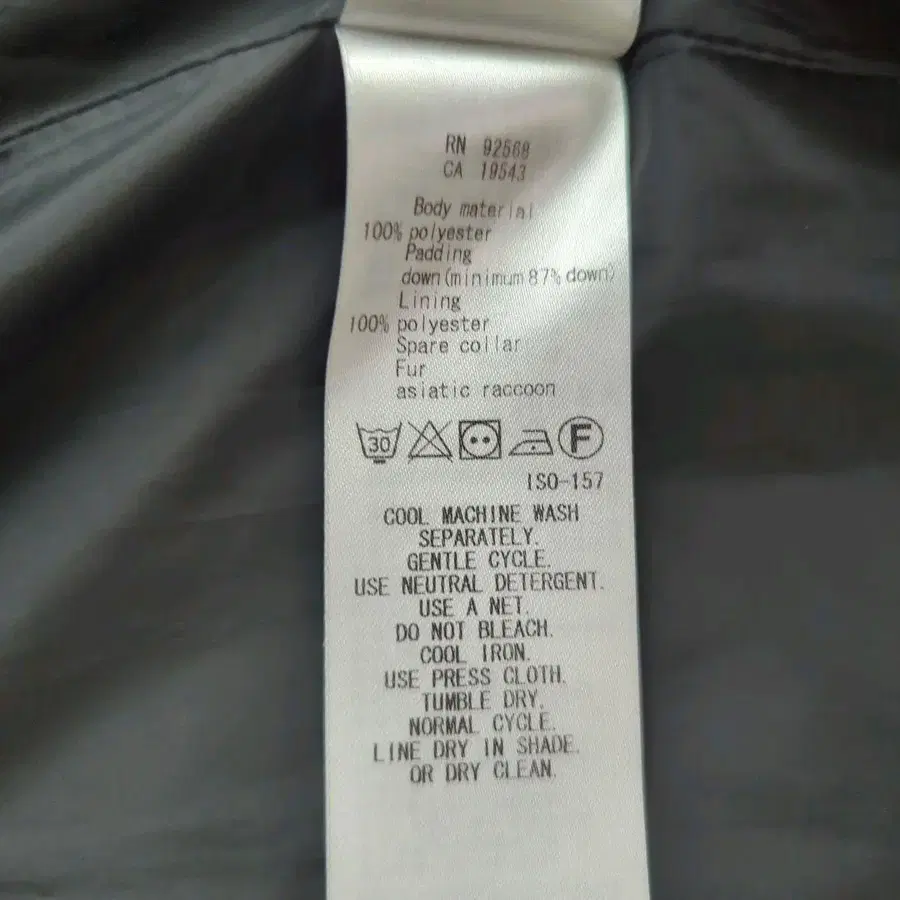 RN 92568
CA 19543
Body material
100% polyester
Padding
down(minimum 87% down)
Lining
100% polyester
Spare collar
Fur
asiatic raccoon
30 F
ISO-157
COOL MACHINE WASH
SEPARATELY.
GENTLE CYCLE.
USE NEUTRAL DETERGENT.
USE A NET.
DO NOT BLEACH.
COOL IRON.
USE PRESS CLOTH.
TUMBLE DRY.
NORMAL CYCLE.
LINE DRY IN SHADE.
OR DRY CLEAN.